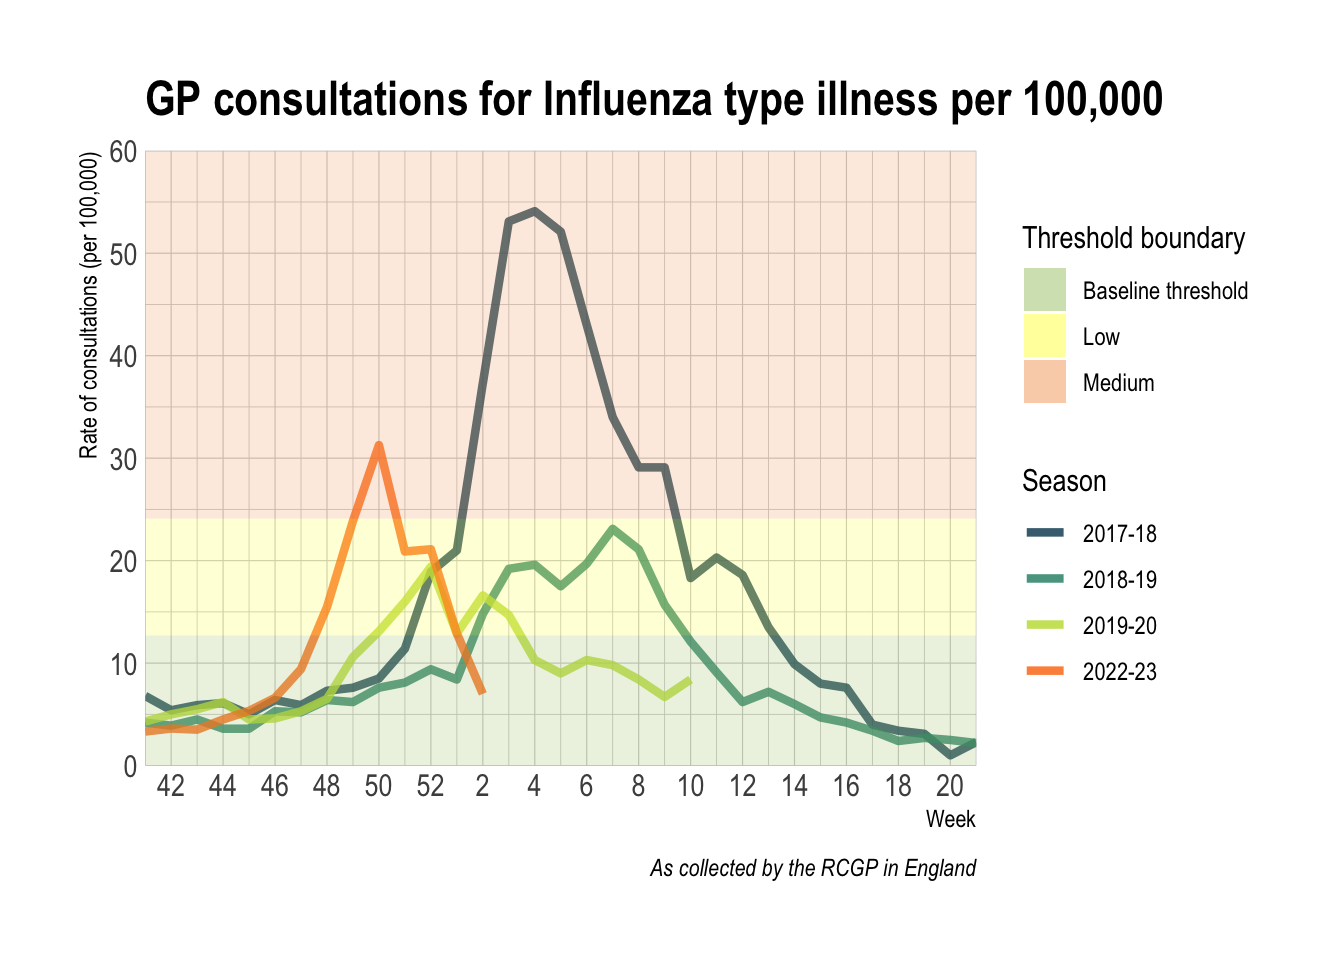 GP consultations for Influenza type illness per 100,000
Rate of consultations (per 100,000)
60
50
40
30
20
10
0
42 44 46 48 50 52 2 4 6 8 10 12 14 16 18 20
Week
Threshold boundary
Baseline threshold
Low
Medium
Season
2017-18
2018-19
2019-20
2022-23
As collected by the RCGP in England